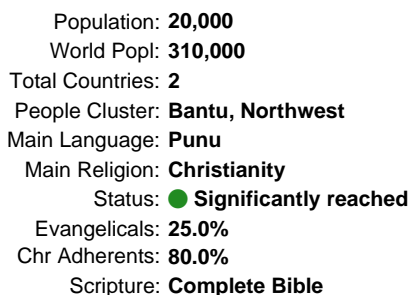 Population: 20,000
World Popl: 310,000
Total Countries: 2
People Cluster: Bantu, Northwest
Main Language: Punu
Main Religion: Christianity
Status: Significantly reached
Evangelicals: 25.0%
Chr Adherents: 80.0%
Scripture: Complete Bible